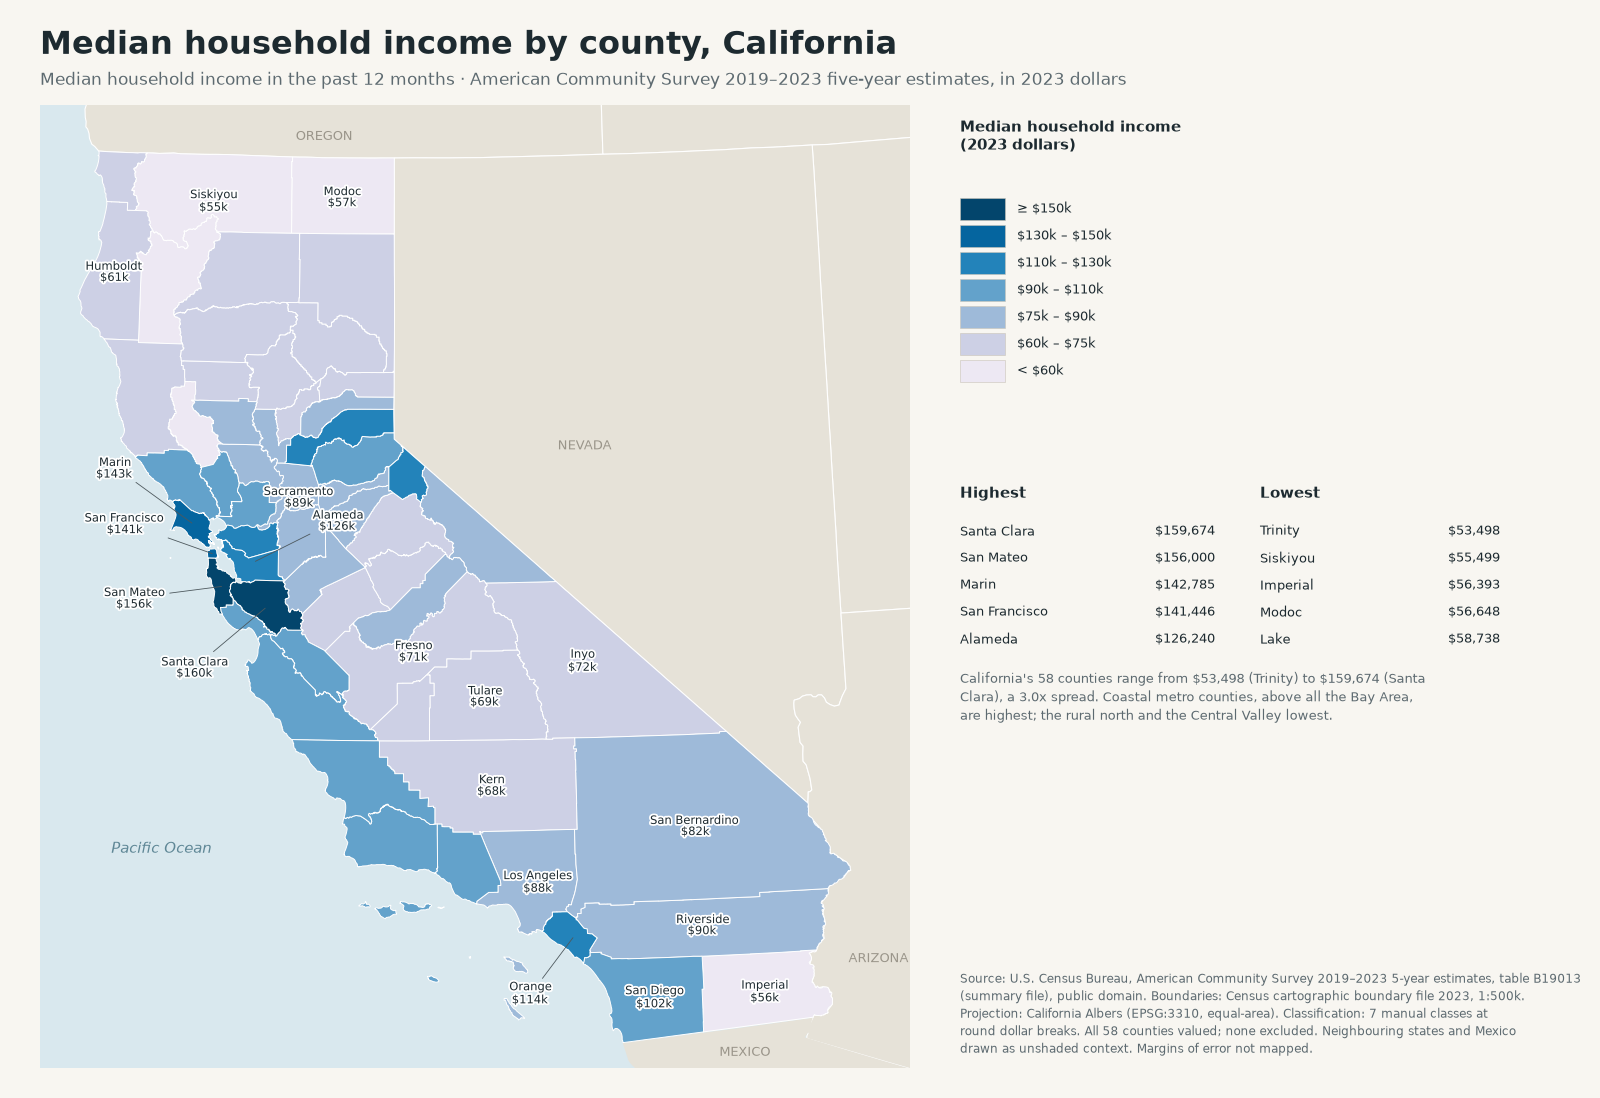 Median household income by county, California
Median household income in the past 12 months · American Community Survey 2019–2023 five-year estimates, in 2023 dollars
OREGON
Siskiyou
$55k
Modoc
$57k
Humboldt
$61k
NEVADA
Marin
$143k
Sacramento
$89k
San Francisco
$141k
Alameda
$126k
San Mateo
$156k
Santa Clara
$160k
Fresno
$71k
Inyo
$72k
Tulare
$69k
Kern
$68k
San Bernardino
$82k
Pacific Ocean
Los Angeles
$88k
Riverside
$90k
ARIZONA
Orange
$114k
San Diego
$102k
Imperial
$56k
MEXICO
Median household income
(2023 dollars)
≥ $150k
$130k – $150k
$110k – $130k
$90k – $110k
$75k – $90k
$60k – $75k
< $60k
Highest
Santa Clara $159,674
San Mateo $156,000
Marin $142,785
San Francisco $141,446
Alameda $126,240
Lowest
Trinity $53,498
Siskiyou $55,499
Imperial $56,393
Modoc $56,648
Lake $58,738
California's 58 counties range from $53,498 (Trinity) to $159,674 (Santa
Clara), a 3.0x spread. Coastal metro counties, above all the Bay Area,
are highest; the rural north and the Central Valley lowest.
Source: U.S. Census Bureau, American Community Survey 2019–2023 5-year estimates, table B19013
(summary file), public domain. Boundaries: Census cartographic boundary file 2023, 1:500k.
Projection: California Albers (EPSG:3310, equal-area). Classification: 7 manual classes at
round dollar breaks. All 58 counties valued; none excluded. Neighbouring states and Mexico
drawn as unshaded context. Margins of error not mapped.